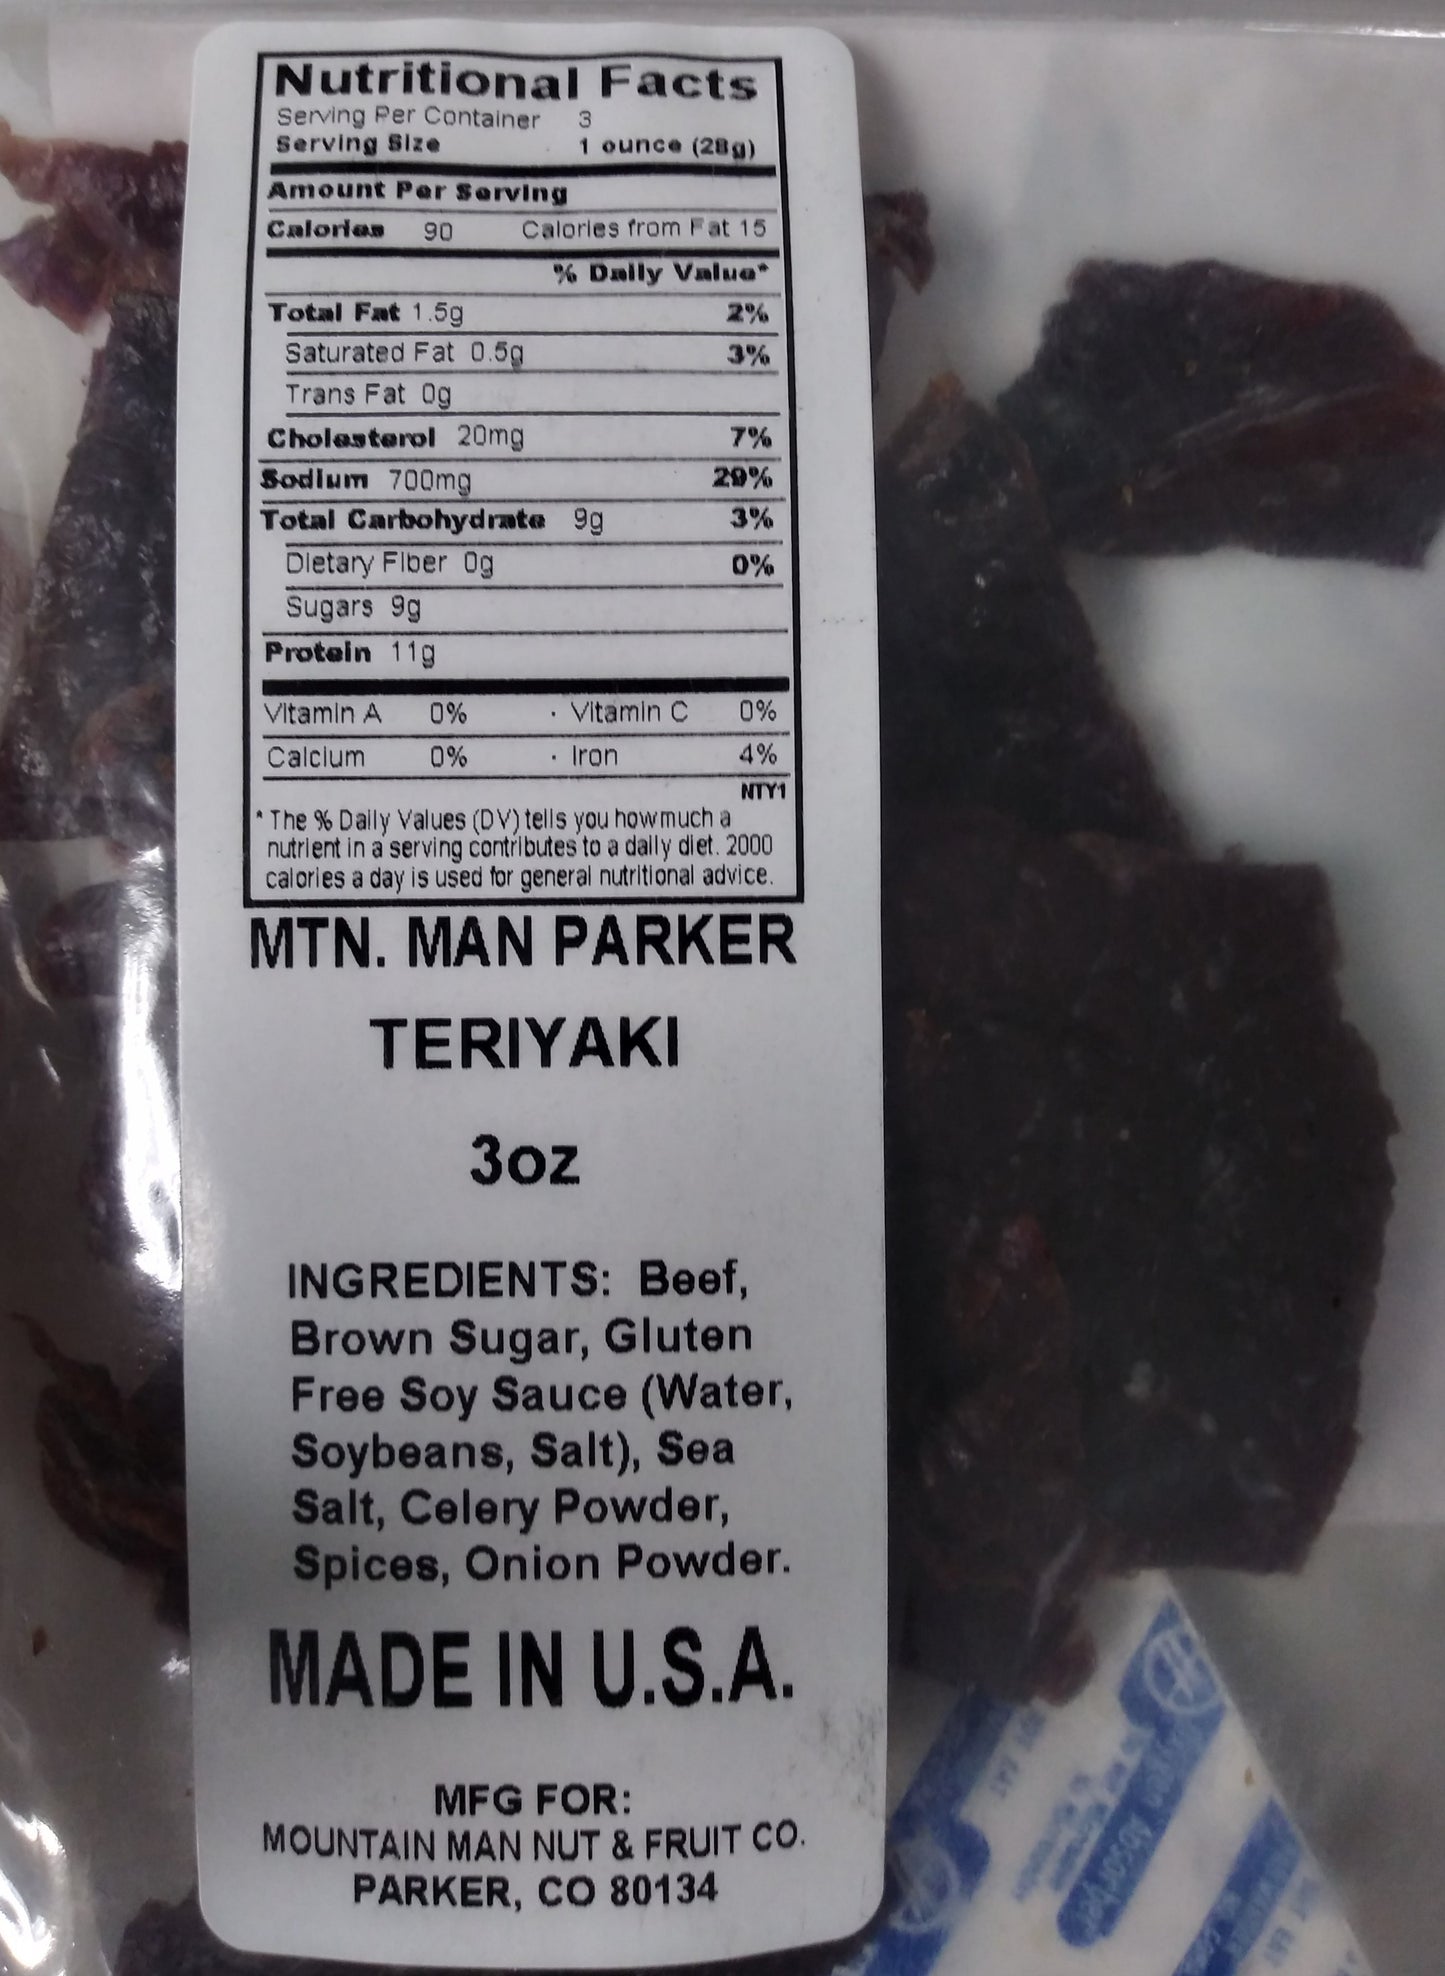 Nutritional Facts
Serving Per Container 3
Serving Size 1 ounce (28g)
Amount Per Serving
Calories 90 Calories from Fat 15
% Daily Value*
Total Fat 1.5g 2%
Saturated Fat 0.5g 3%
Trans Fat 0g
Cholesterol 20mg 7%
Sodium 700mg 29%
Total Carbohydrate 9g 3%
Dietary Fiber 0g 0%
Sugars 9g
Protein 11g
Vitamin A 0% · Vitamin C 0%
Calcium 0% · Iron 4%
NTY1
* The % Daily Values (DV) tells you how much a
nutrient in a serving contributes to a daily diet. 2000
calories a day is used for general nutritional advice.
MTN. MAN PARKER
TERIYAKI
3oz
INGREDIENTS: Beef,
Brown Sugar, Gluten
Free Soy Sauce (Water,
Soybeans, Salt), Sea
Salt, Celery Powder,
Spices, Onion Powder.
MADE IN U.S.A.
MFG FOR:
MOUNTAIN MAN NUT & FRUIT CO.
PARKER, CO 80134
Absorber